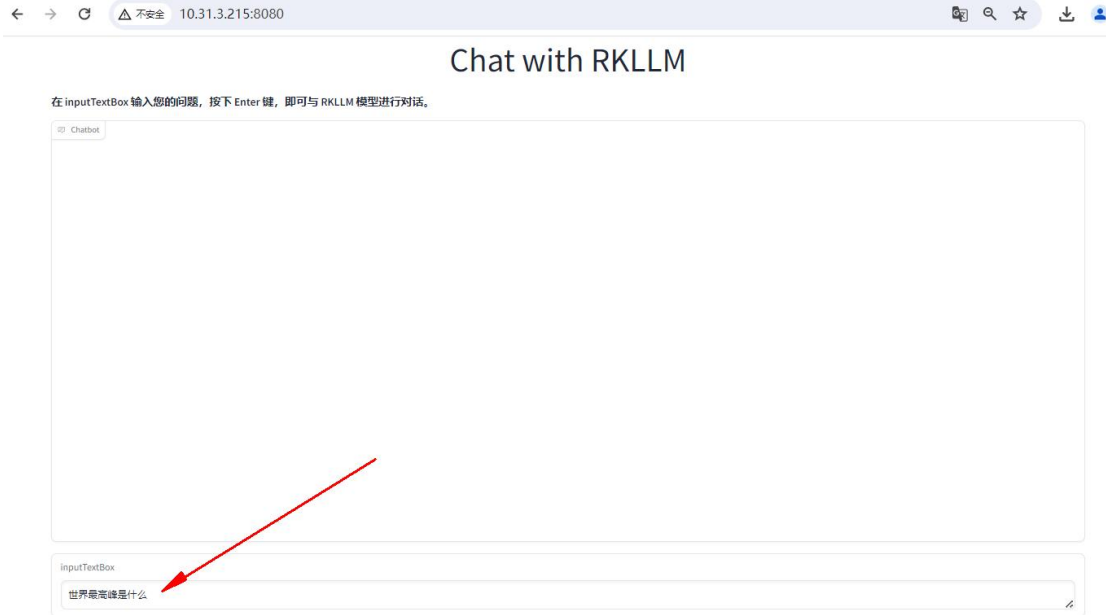 不安全 10.31.3.215:8080
Chat with RKLLM
在 inputTextBox 输入您的问题，按下 Enter 键，即可与 RKLLM 模型进行对话。
Chatbot
inputTextBox
世界最高峰是什么